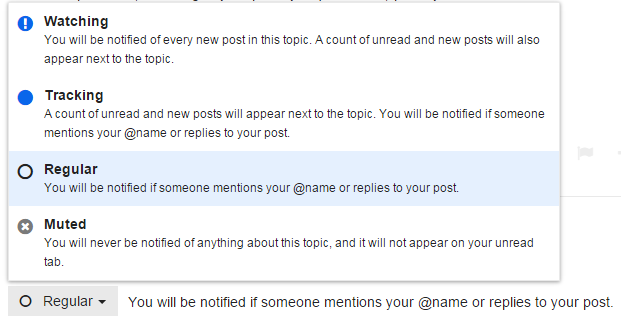 Watching
You will be notified of every new post in this topic. A count of unread and new posts will also
appear next to the topic.
Tracking
A count of unread and new posts will appear next to the topic. You will be notified if someone
mentions your @name or replies to your post.
Regular
You will be notified if someone mentions your @name or replies to your post.
Muted
You will never be notified of anything about this topic, and it will not appear on your unread
tab.
Regular You will be notified if someone mentions your @name or replies to your post.